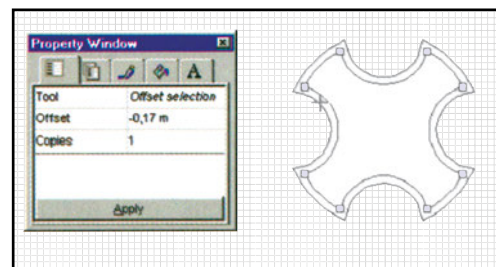 Property Window
A
Tool Offset selection
Offset -0,17 m
Copies 1
Apply